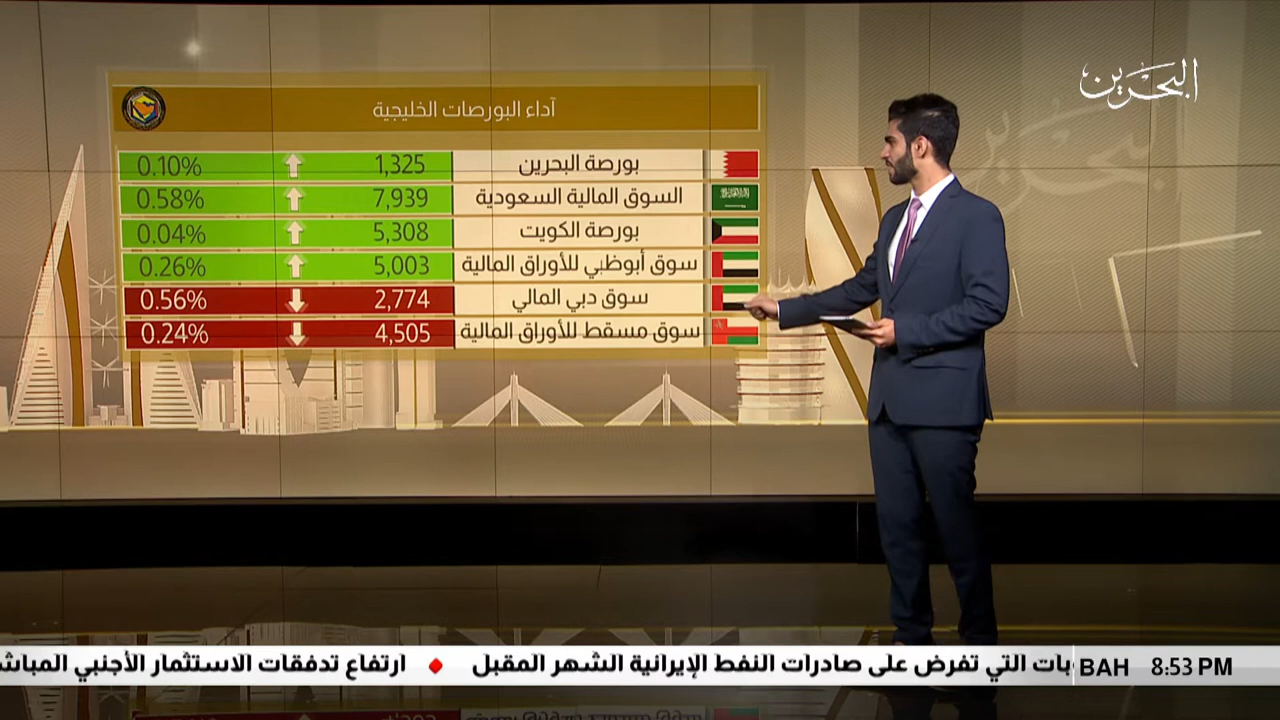 البحرين
آداء البورصات الخليجية
بورصة البحرين 1,325 0.10%
السوق المالية السعودية 7,939 0.58%
بورصة الكويت 5,308 0.04%
سوق أبوظبي للأوراق المالية 5,003 0.26%
سوق دبي المالي 2,774 0.56%
سوق مسقط للأوراق المالية 4,505 0.24%
BAH 8:53 PM
التي تفرض على صادرات النفط الإيرانية الشهر المقبل ♦ ارتفاع تدفقات الاستثمار الأجنبي